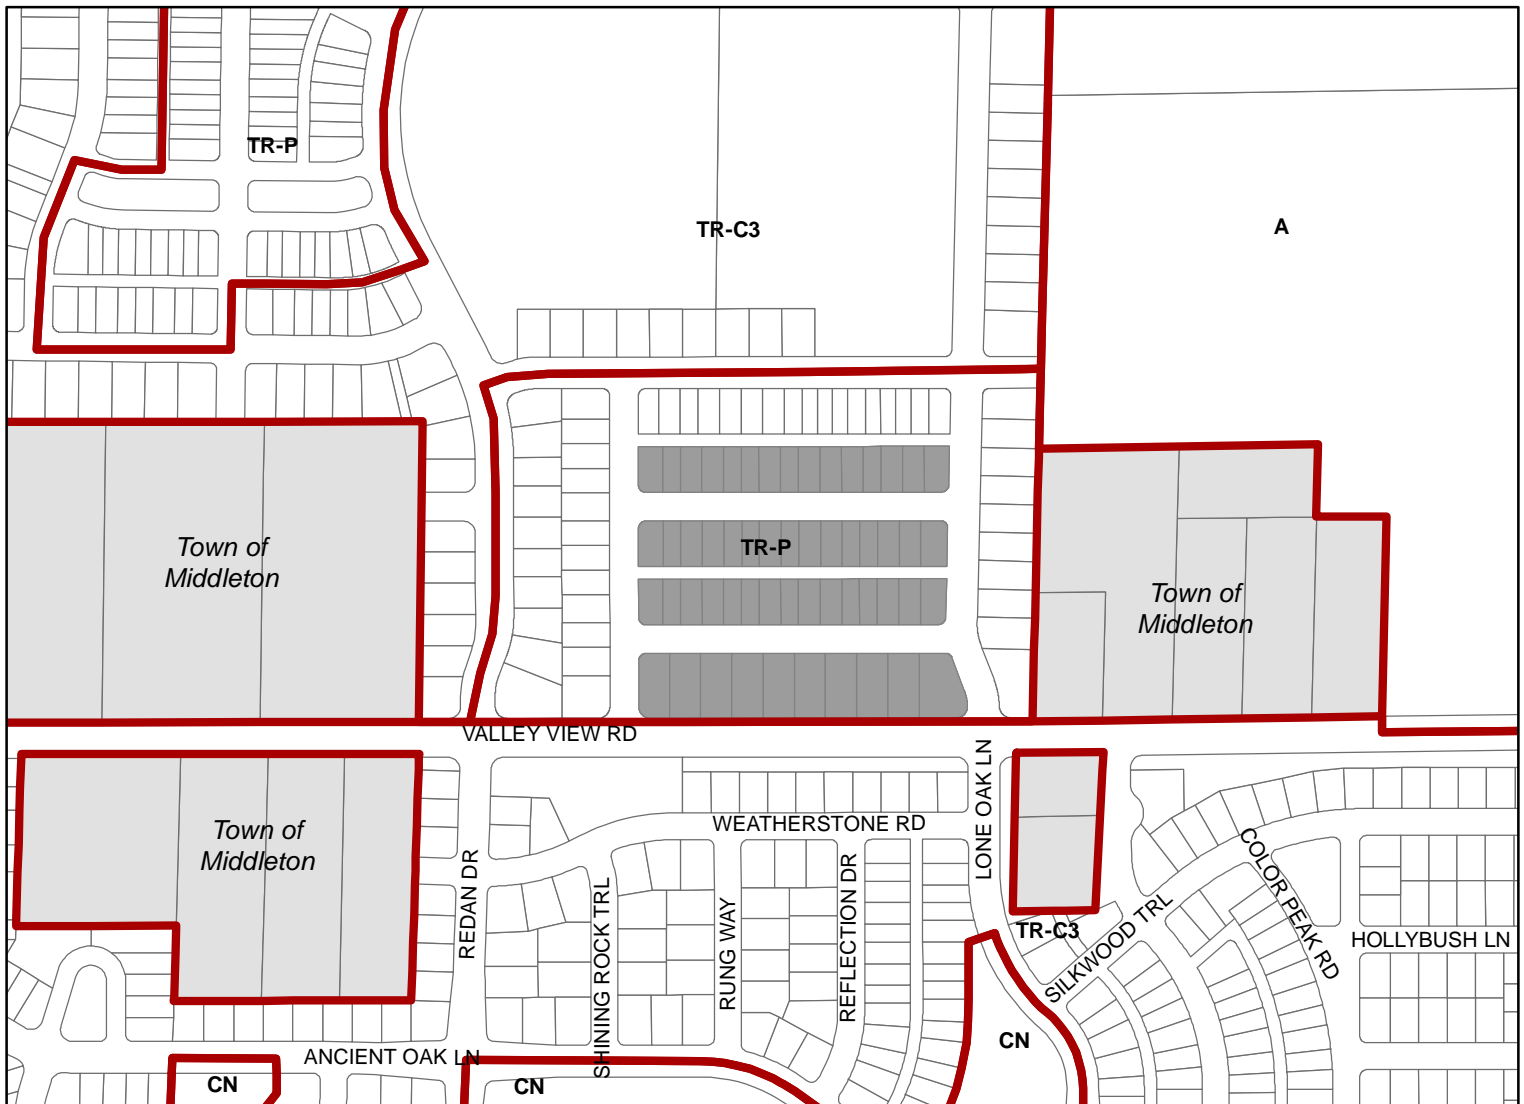 TR-P
TR-C3
A
Town of
Middleton
TR-P
Town of
Middleton
VALLEY VIEW RD
Town of
Middleton
WEATHERSTONE RD
LONE OAK LN
REDAN DR
SHINING ROCK TRL
RUNG WAY
REFLECTION DR
COLOR PEAK RD
TR-C3
SILKWOOD TRL
HOLLYBUSH LN
ANCIENT OAK LN
CN
CN
CN